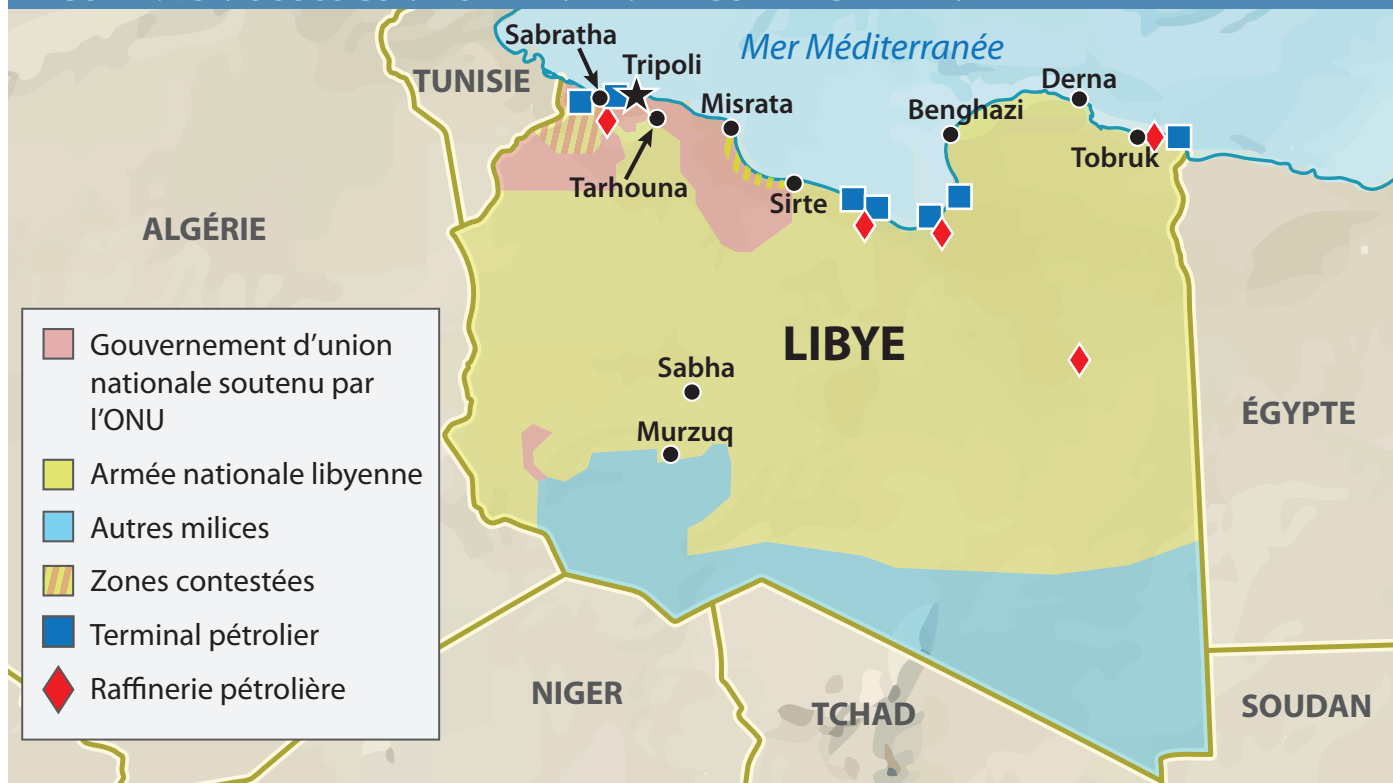 Mer Méditerranée
Sabratha
Tripoli
TUNISIE
Misrata
Derna
Benghazi
Tobruk
Tarhouna
Sirte
ALGÉRIE
LIBYE
Sabha
Murzuq
ÉGYPTE
NIGER
TCHAD
SOUDAN
Gouvernement d’union
nationale soutenu par
l’ONU
Armée nationale libyenne
Autres milices
Zones contestées
Terminal pétrolier
Raffinerie pétrolière